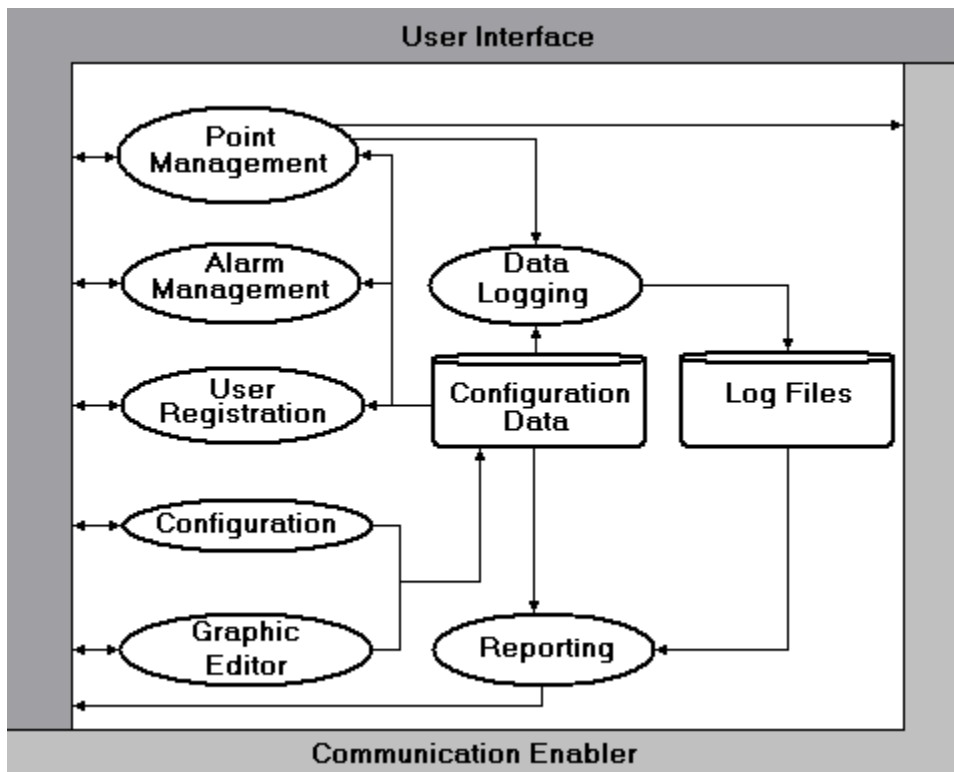 User Interface
Point
Management
Alarm
Management
Data
Logging
User
Registration
Configuration
Data
Log Files
Configuration
Graphic
Editor
Reporting
Communication Enabler